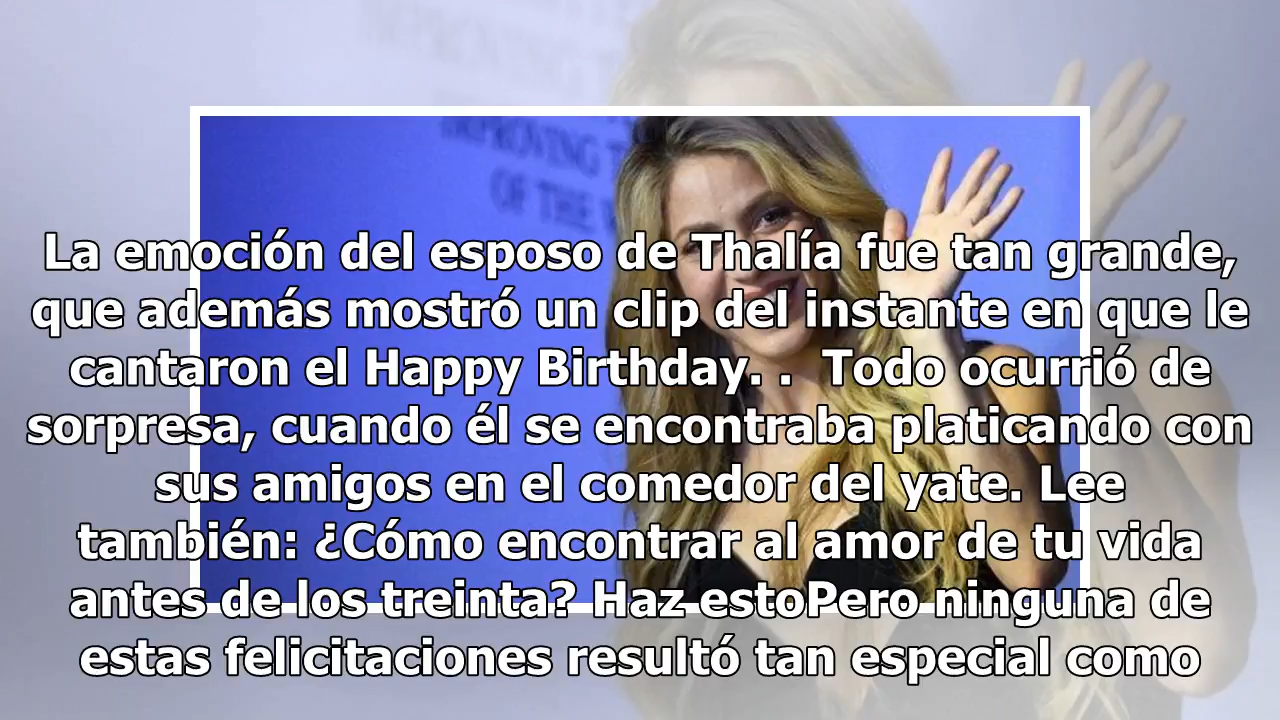 IMPROVING T
OF THE W
La emoción del esposo de Thalía fue tan grande,
que además mostró un clip del instante en que le
cantaron el Happy Birthday. .  Todo ocurrió de
sorpresa, cuando él se encontraba platicando con
sus amigos en el comedor del yate. Lee
también: ¿Cómo encontrar al amor de tu vida
antes de los treinta? Haz estoPero ninguna de
estas felicitaciones resultó tan especial como